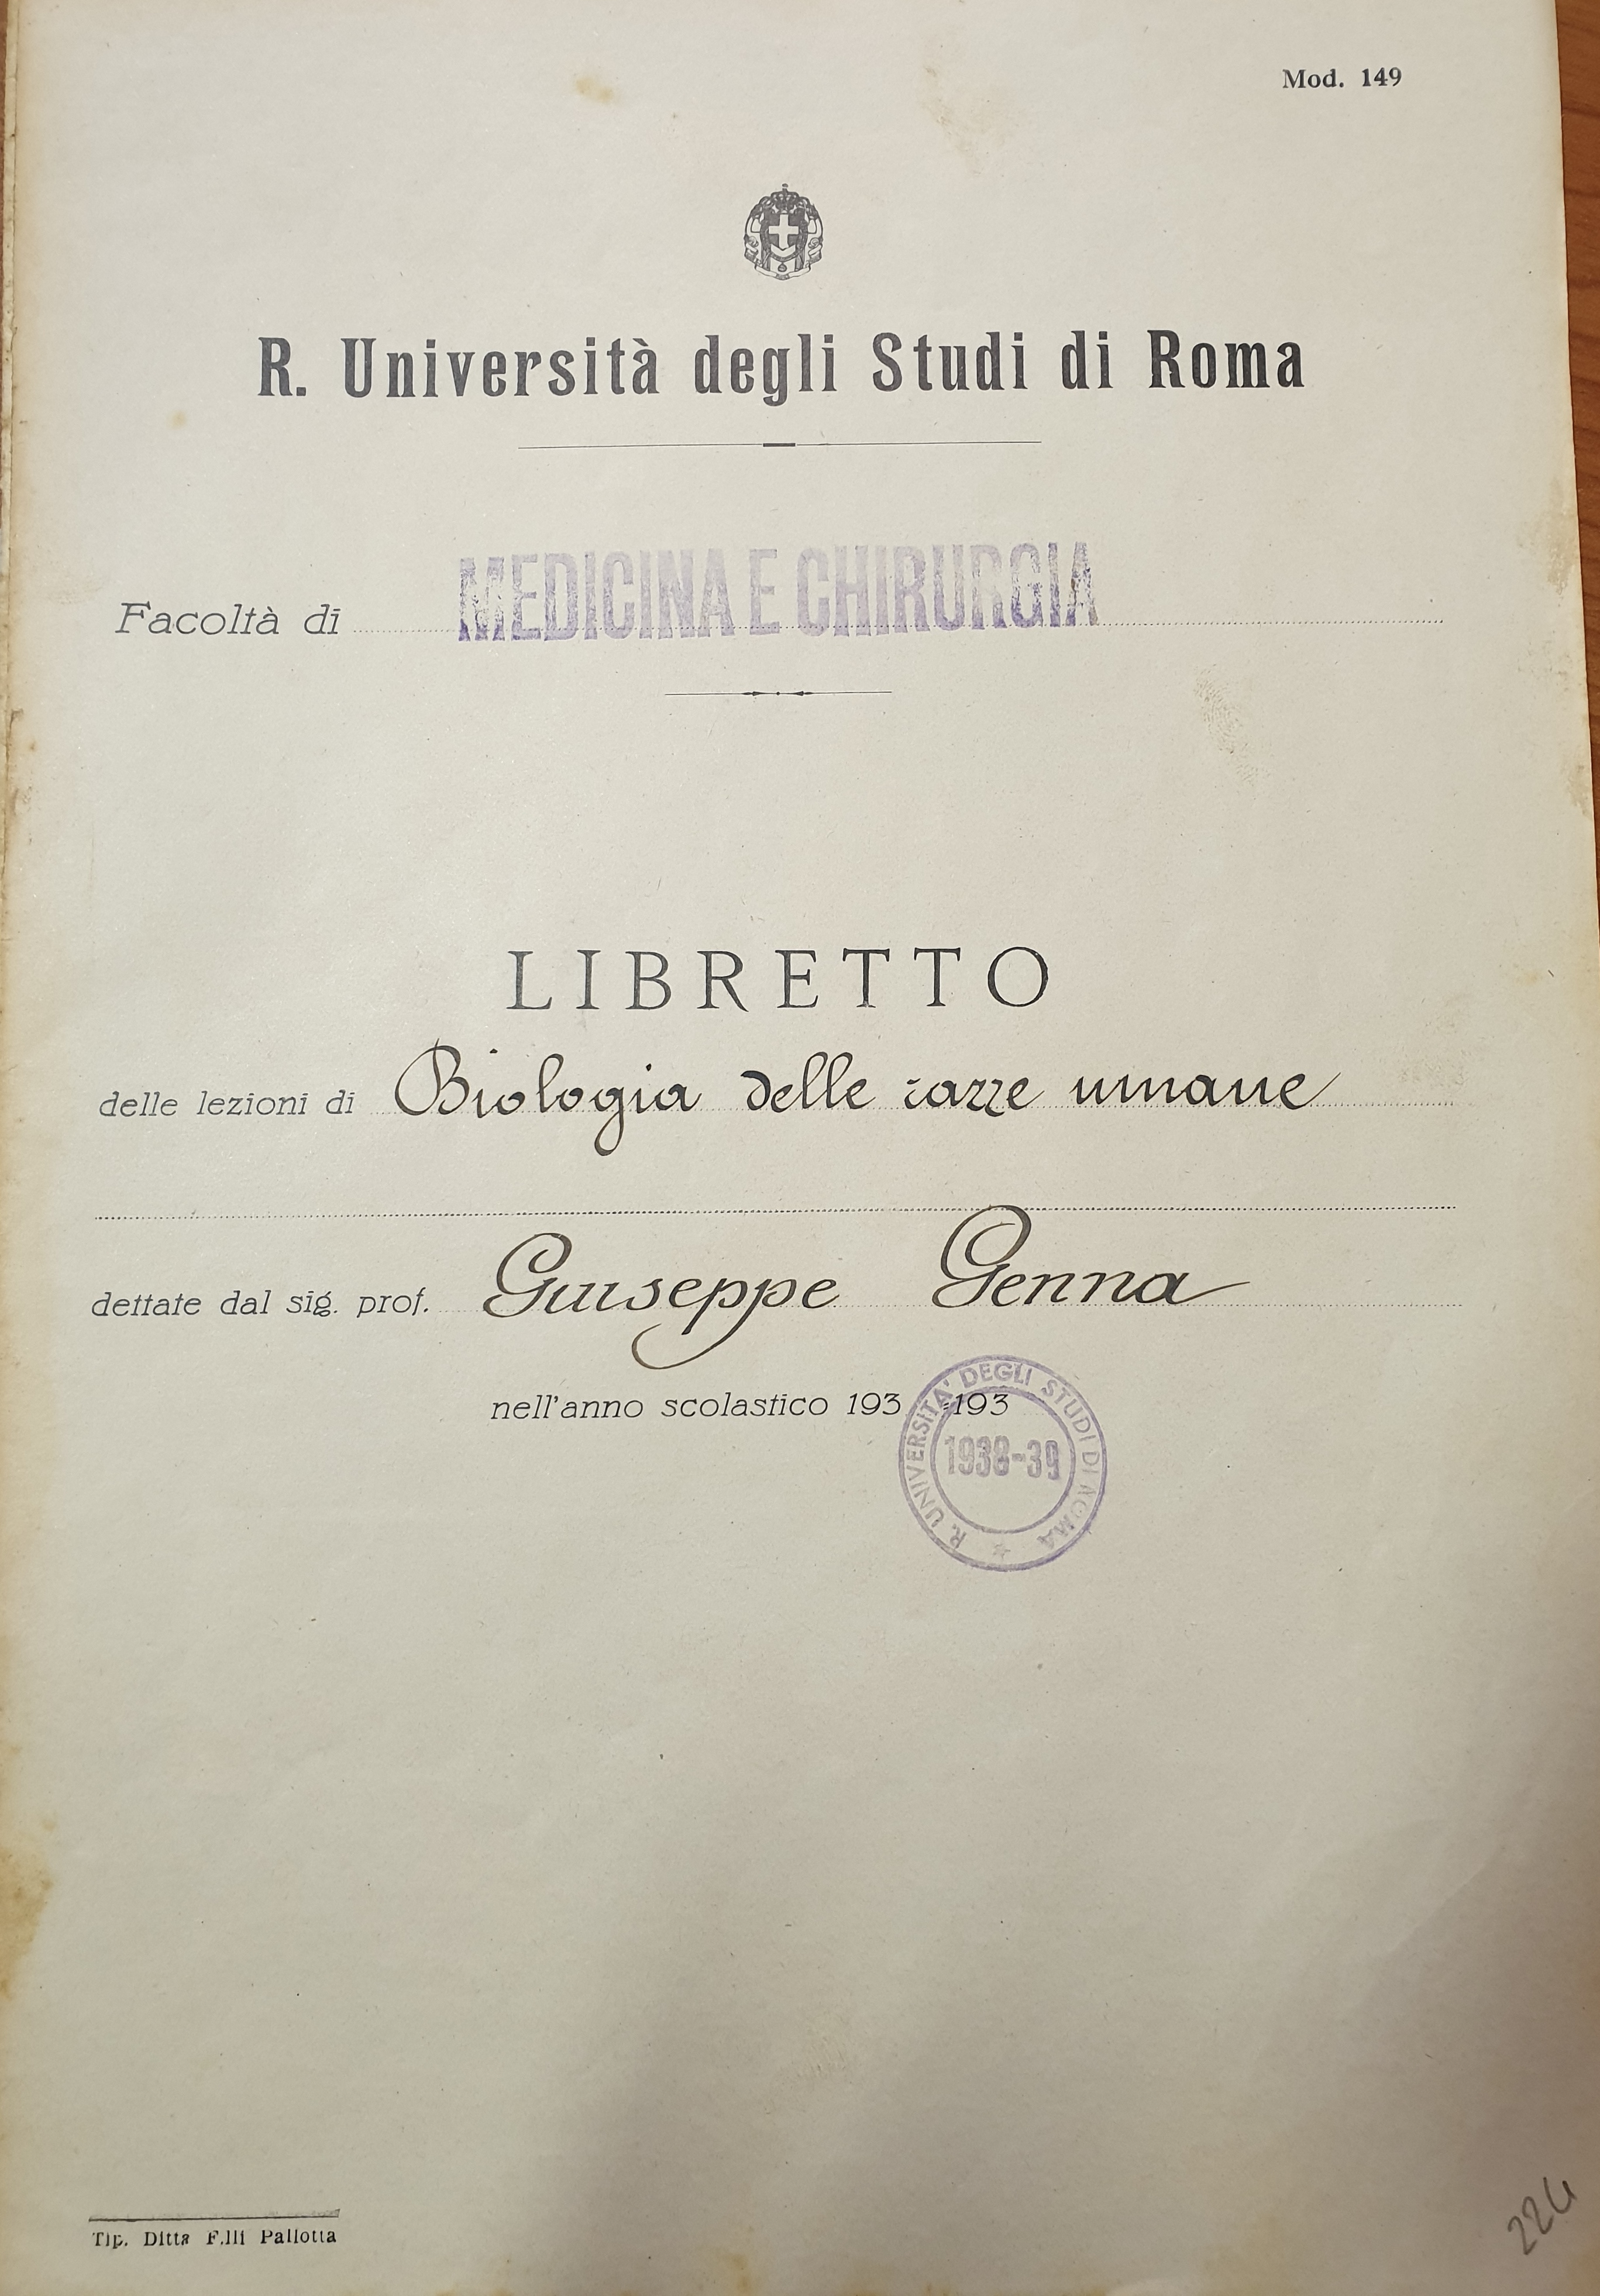 Mod. 149
R. Università degli Studi di Roma
Facoltà di MEDICINA E CHIRURGIA
LIBRETTO
delle lezioni di Biologia delle razze umane
dettate dal sig. prof. Giuseppe Genna
nell'anno scolastico 193 -193
R. UNIVERSITA' DEGLI STUDI DI ROMA
1938-39
Tip. Ditta F.lli Pallotta
224